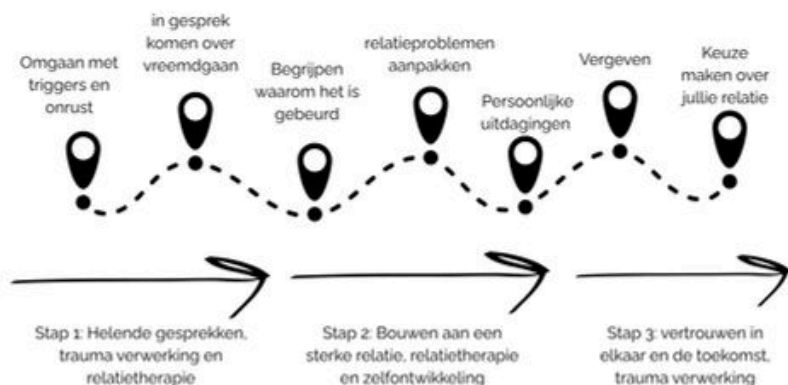 Omgaan met
triggers en
onrust
in gesprek
komen over
vreemdgaan
Begrijpen
waarom het is
gebeurd
relatieproblemen
aanpakken
Persoonlijke
uitdagingen
Vergeven
Keuze
maken over
jullie relatie
Stap 1: Helende gesprekken,
trauma verwerking en
relatietherapie
Stap 2: Bouwen aan een
sterke relatie, relatietherapie
en zelfontwikkeling
Stap 3: vertrouwen in
elkaar en de toekomst,
trauma verwerking